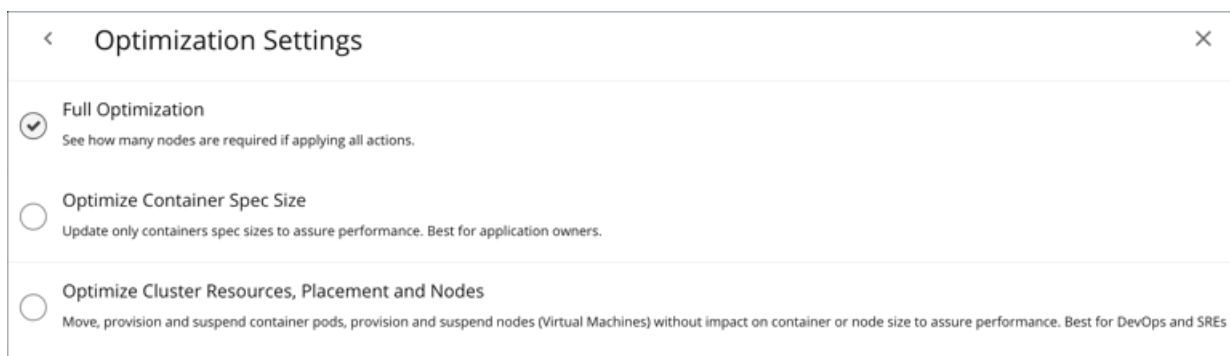 Optimization Settings
Full Optimization
See how many nodes are required if applying all actions.
Optimize Container Spec Size
Update only containers spec sizes to assure performance. Best for application owners.
Optimize Cluster Resources, Placement and Nodes
Move, provision and suspend container pods, provision and suspend nodes (Virtual Machines) without impact on container or node size to assure performance. Best for DevOps and SREs